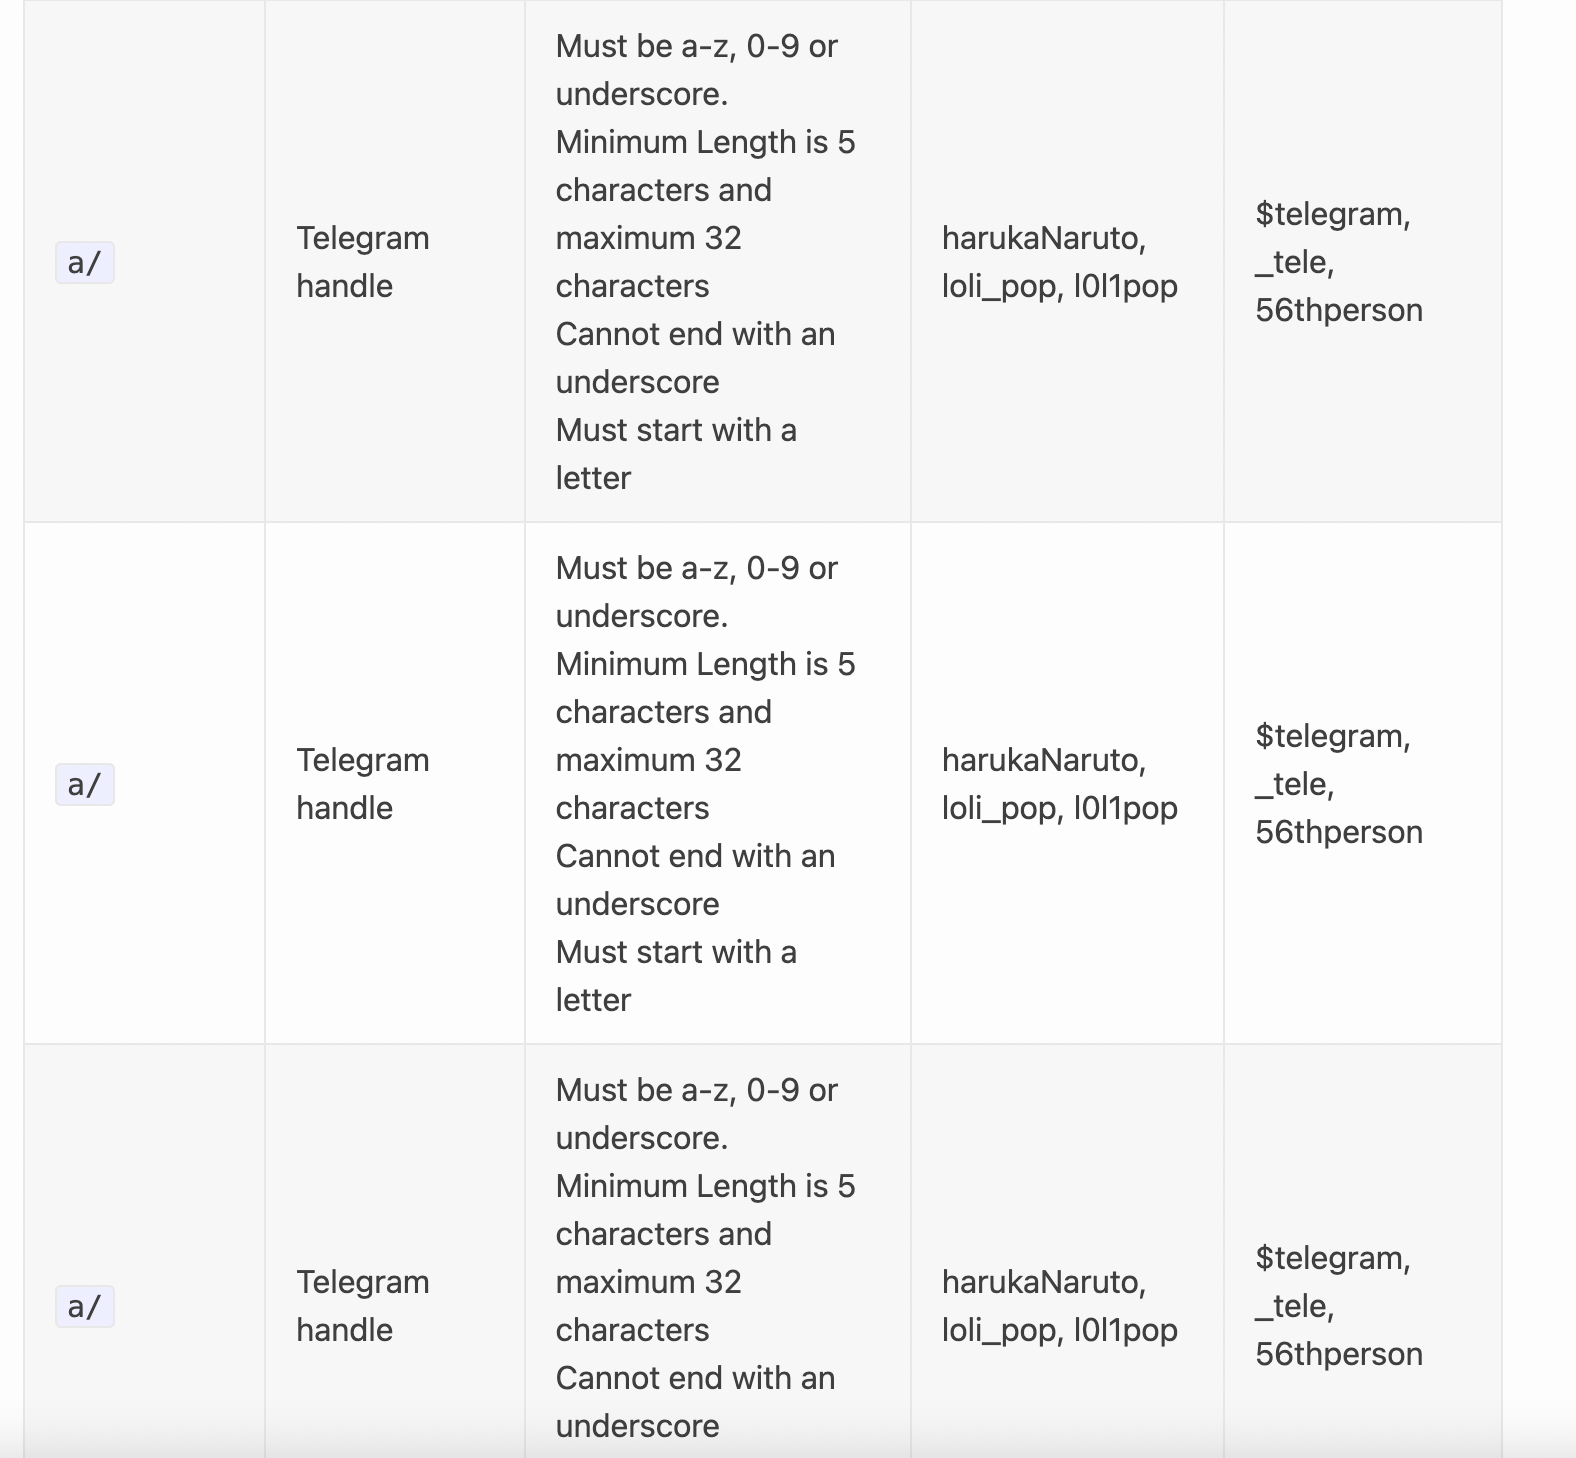 a/
Telegram
handle
Must be a-z, 0-9 or
underscore.
Minimum Length is 5
characters and
maximum 32
characters
Cannot end with an
underscore
Must start with a
letter
harukaNaruto,
loli_pop, l0l1pop
$telegram,
_tele,
56thperson
a/
Telegram
handle
Must be a-z, 0-9 or
underscore.
Minimum Length is 5
characters and
maximum 32
characters
Cannot end with an
underscore
Must start with a
letter
harukaNaruto,
loli_pop, l0l1pop
$telegram,
_tele,
56thperson
a/
Telegram
handle
Must be a-z, 0-9 or
underscore.
Minimum Length is 5
characters and
maximum 32
characters
Cannot end with an
underscore
harukaNaruto,
loli_pop, l0l1pop
$telegram,
_tele,
56thperson